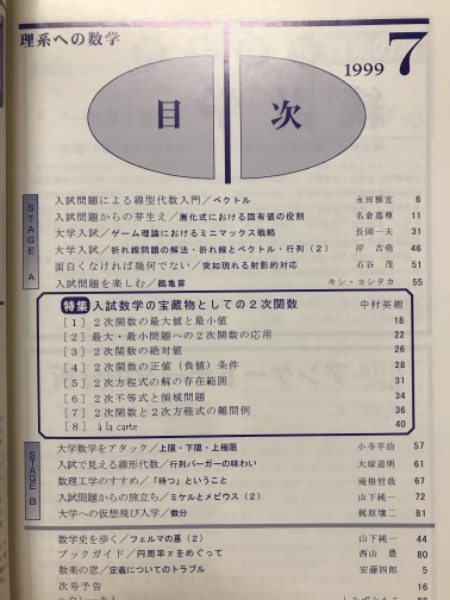 理系への数学
1999 7
目次
STAGE A
入試問題による線型代数入門／ベクトル 永田雅宜 6
入試問題からの芽生え／漸化式における固有値の役割 名倉嘉尊 11
大学入試／ゲーム理論におけるミニマックス戦略 長岡一夫 31
大学入試／折れ線問題の解法・折れ線とベクトル・行列（2） 岸吉堯 46
面白くなければ幾何でない／突如現れる射影的対応 石谷茂 51
入試問題を楽しむ／鶴亀算 キシ・ヨシタカ 55
特集 入試数学の宝蔵物としての2次関数 中村英樹
［1］ 2次関数の最大値と最小値 18
［2］ 最大・最小問題への2次関数の応用 22
［3］ 2次関数の絶対値 26
［4］ 2次関数の正値（負値）条件 28
［5］ 2次方程式の解の存在範囲 31
［6］ 2次不等式と領域問題 34
［7］ 2次関数と2次方程式の難問例 36
［8］ à la carte 40
STAGE B
大学数学をアタック／上限・下限・上極限 小寺平治 57
入試で見える線形代数／行列バーガーの味わい 大塚道明 61
数理工学のすすめ／「待つ」ということ 滝根哲哉 67
入試問題からの旅立ち／ミケルとメビウス（2） 山下純一 72
大学への仮想飛び入学／微分 梶原壌二 81
数学史を歩く／フェルマの墓（2） 山下純一 44
ブックガイド／円周率πをめぐって 西山豊 80
数楽の窓／定義についてのトラブル 安藤四郎 5
次号予告 16